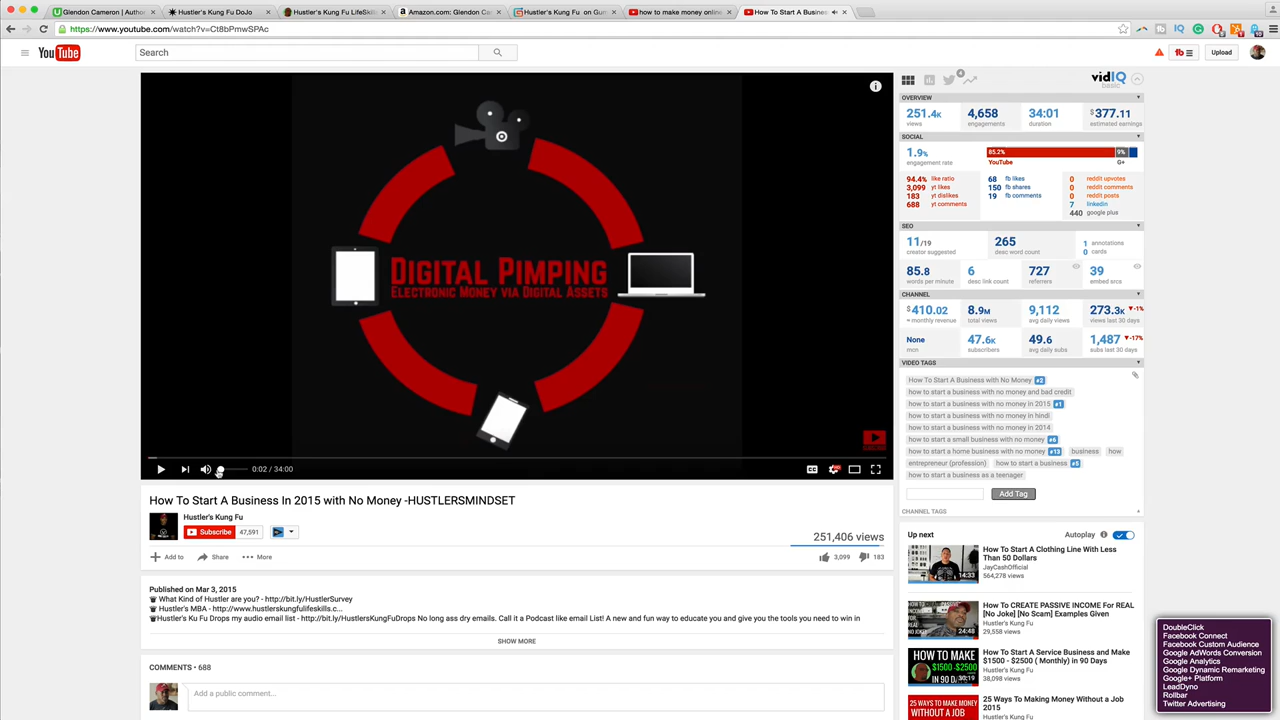 Glendon Cameron | Author
Hustler's Kung Fu DoJo
Hustler's Kung Fu LifeSkills
Amazon.com: Glendon Cam
Hustler's Kung Fu on Gum
how to make money online
How To Start A Busines
https://www.youtube.com/watch?v=Ct8bPmwSPAc
YouTube
Search
Upload
DIGITAL PIMPING
ELECTRONIC MONEY VIA DIGITAL ASSETS
0:02 / 34:00
CC
How To Start A Business In 2015 with No Money -HUSTLERSMINDSET
Hustler's Kung Fu
Subscribe 47,591
251,406 views
Add to Share More
3,099 183
Published on Mar 3, 2015
What Kind of Hustler are you? - http://bit.ly/HustlerSurvey
Hustler's MBA - http://www.hustlerskungfulifeskills.c...
Hustler's Ku Fu Drops my audio email list - http://bit.ly/HustlersKungFuDrops No long ass dry emails. Call it a Podcast like email List! A new and fun way to educate you and give you the tools you need to win in
SHOW MORE
COMMENTS • 688
Add a public comment...
4
vidIQ
basic
OVERVIEW
251.4K 4,658 34:01 $377.11
views engagements duration estimated earnings
SOCIAL
1.9% 85.2% 9%
engagement rate YouTube G+
94.4% like ratio 68 fb likes 0 reddit upvotes
3,099 yt likes 150 fb shares 0 reddit comments
183 yt dislikes 19 fb comments 0 reddit posts
688 yt comments 7 linkedin
440 google plus
SEO
11/19 265 1 annotations
creator suggested desc word count 0 cards
85.8 6 727 39
words per minute desc link count referrers embed srcs
CHANNEL
$410.02 8.9M 9,112 273.3K -1%
≈ monthly revenue total views avg daily views views last 30 days
None 47.6K 49.6 1,487 -17%
mcn subscribers avg daily subs subs last 30 days
VIDEO TAGS
How To Start A Business with No Money #2
how to start a business with no money and bad credit
how to start a business with no money in 2015 #1
how to start a business with no money in hindi
how to start a business with no money in 2014
how to start a small business with no money #6
how to start a home business with no money #13 business how
entrepreneur (profession) how to start a business #5
how to start a business as a teenager
Add Tag
CHANNEL TAGS
Up next
Autoplay
How To Start A Clothing Line With Less
Than 50 Dollars
JayCashOfficial
564,278 views
14:33
How To CREATE PASSIVE INCOME For REAL
[No Joke] [No Scam] Examples Given
Hustler's Kung Fu
29,558 views
24:48
HOW TO MAKE
$1500 -$2500
IN 90 DAYS
30:19
How To Start A Service Business and Make
$1500 - $2500 ( Monthly) in 90 Days
Hustler's Kung Fu
38,098 views
25 WAYS TO MAKE
MONEY WITHOUT A
JOB
25 Ways To Making Money Without a Job
2015
Hustler's Kung Fu
DoubleClick
Facebook Connect
Facebook Custom Audience
Google AdWords Conversion
Google Analytics
Google Dynamic Remarketing
Google+ Platform
LeadDyno
Rollbar
Twitter Advertising